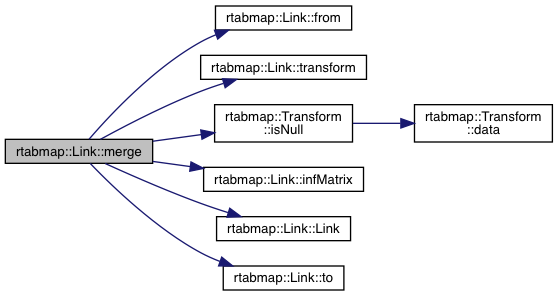 rtabmap::Link::from
rtabmap::Link::transform
rtabmap::Transform
::isNull
rtabmap::Transform
::data
rtabmap::Link::merge
rtabmap::Link::infMatrix
rtabmap::Link::Link
rtabmap::Link::to